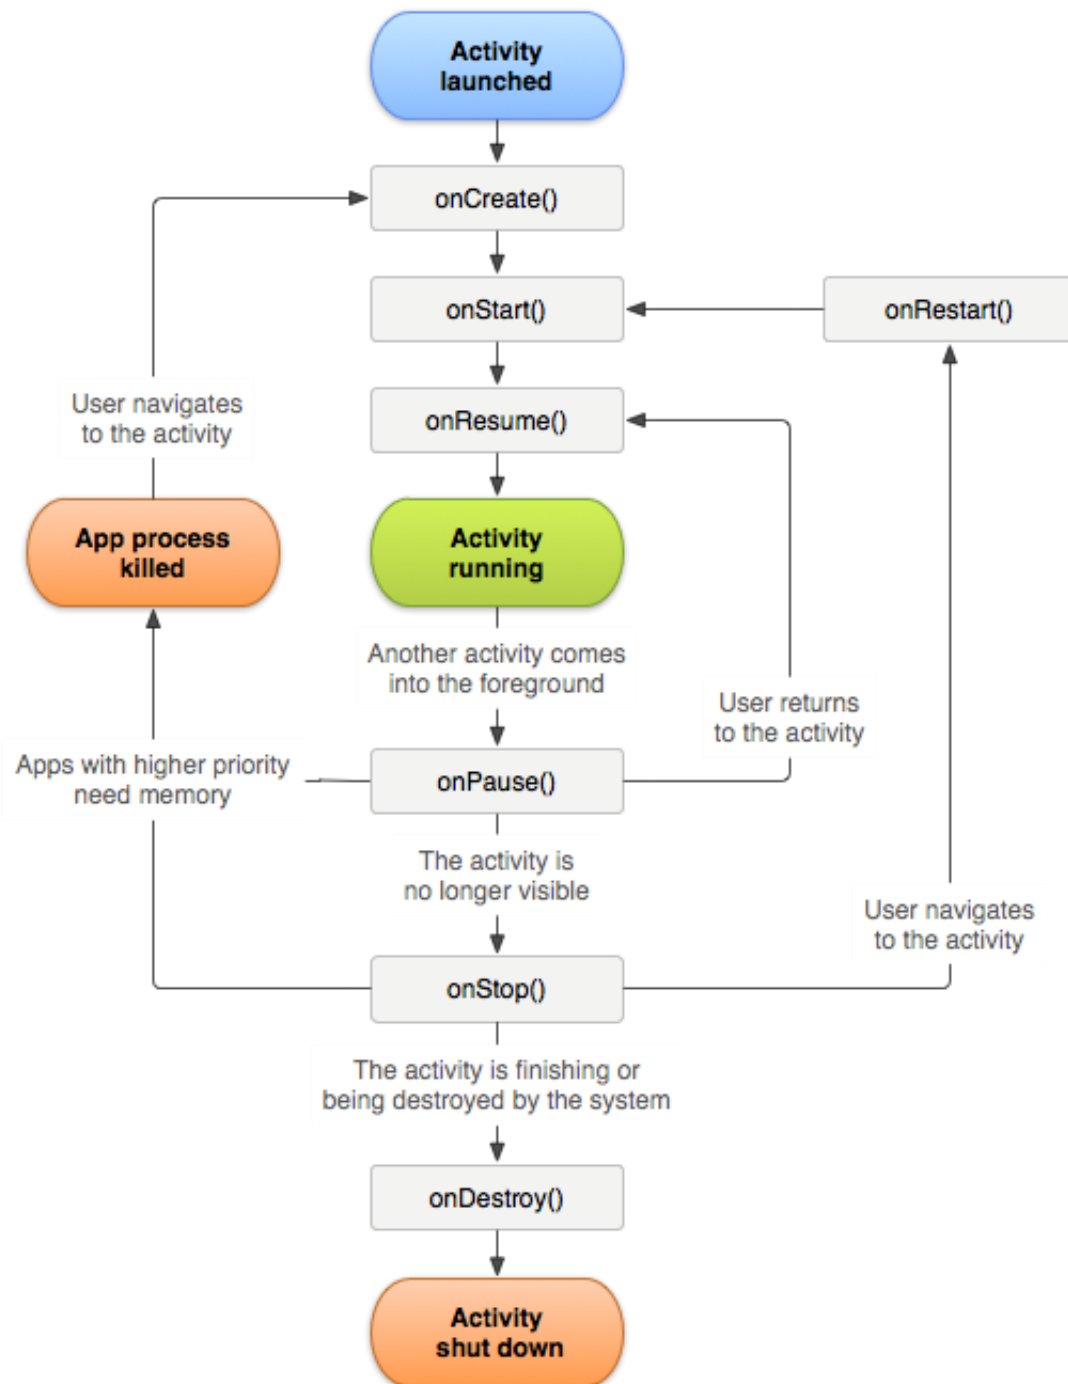 Activity
launched
onCreate()
onStart()
onRestart()
User navigates
to the activity
onResume()
App process
killed
Activity
running
Another activity comes
into the foreground
User returns
to the activity
Apps with higher priority
need memory
onPause()
The activity is
no longer visible
User navigates
to the activity
onStop()
The activity is finishing or
being destroyed by the system
onDestroy()
Activity
shut down